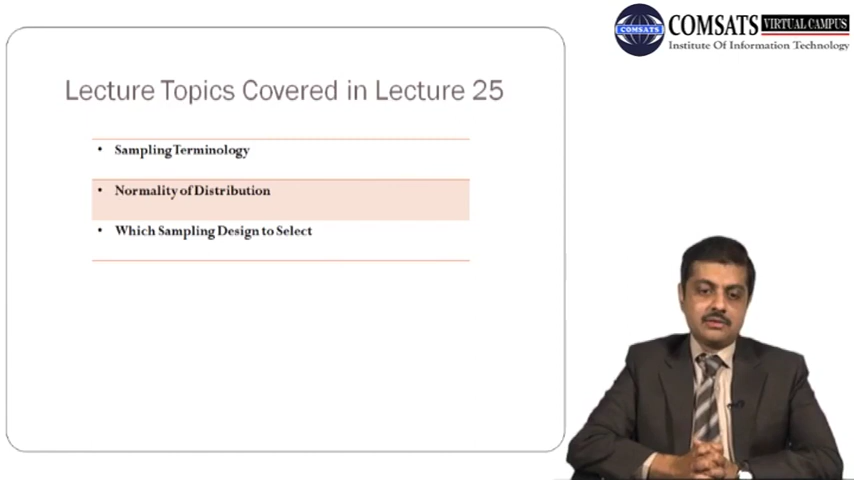 COMSATS VIRTUAL CAMPUS
COMSATS
Institute Of Information Technology
Lecture Topics Covered in Lecture 25
• Sampling Terminology
• Normality of Distribution
• Which Sampling Design to Select